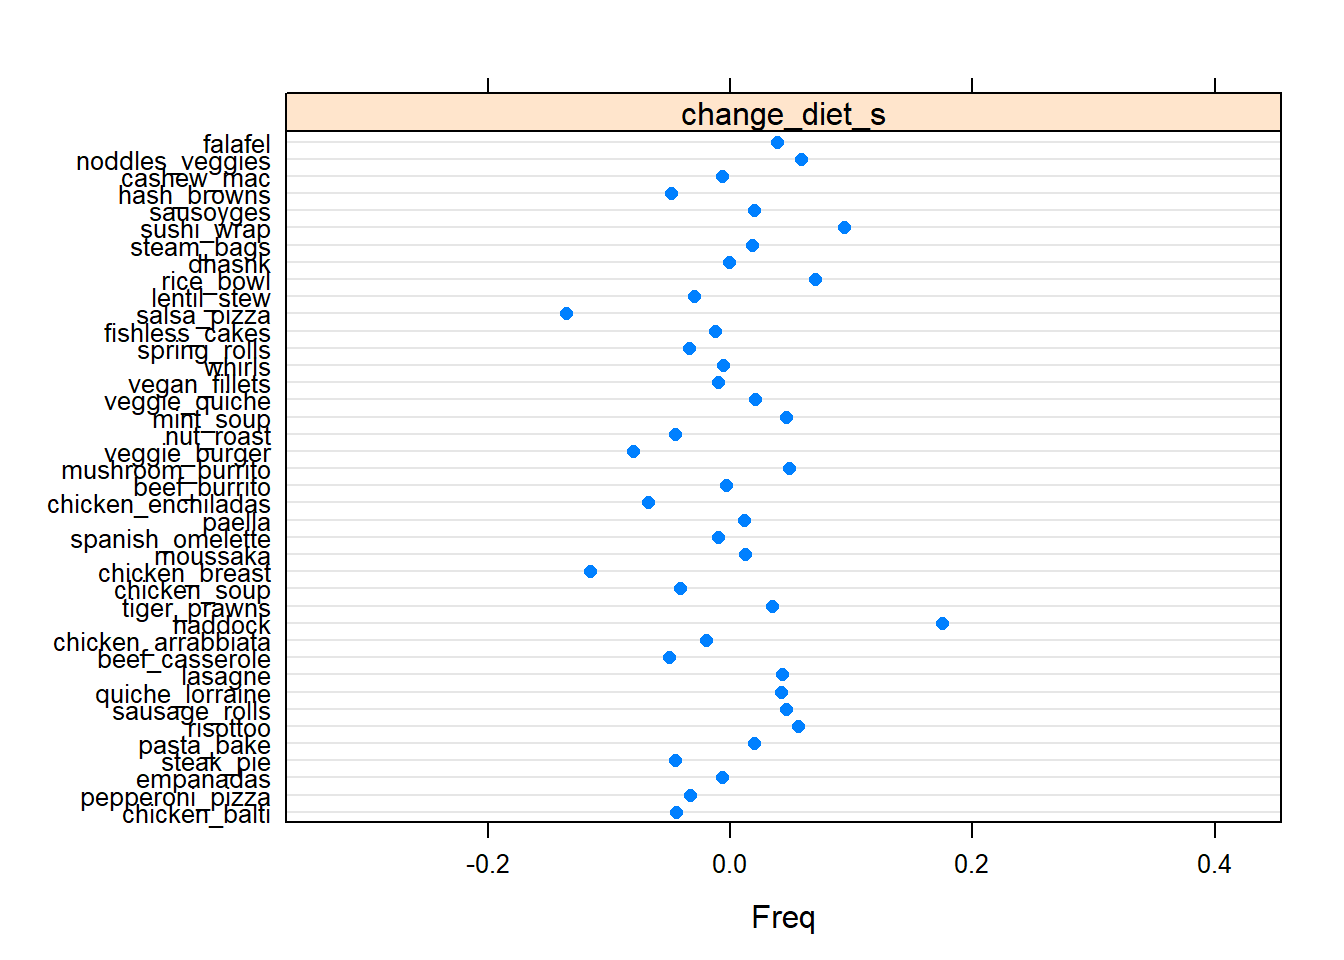 change_diet_s
falafel
noddles_veggies
cashew_mac
hash_browns
sausoyges
sushi_wrap
steam_bags
dhasnk
rice_bowl
lentil_stew
salsa_pizza
fishless_cakes
spring_rolls
whirls
vegan_fillets
veggie_quiche
mint_soup
nut_roast
veggie_burger
mushroom_burrito
beef_burrito
chicken_enchiladas
paella
spanish_omelette
moussaka
chicken_breast
chicken_soup
tiger_prawns
haddock
chicken_arrabbiata
beef_casserole
lasagne
quiche_lorraine
sausage_rolls
risottoo
pasta_bake
steak_pie
empanadas
pepperoni_pizza
chicken_balti
-0.2 0.0 0.2 0.4
Freq